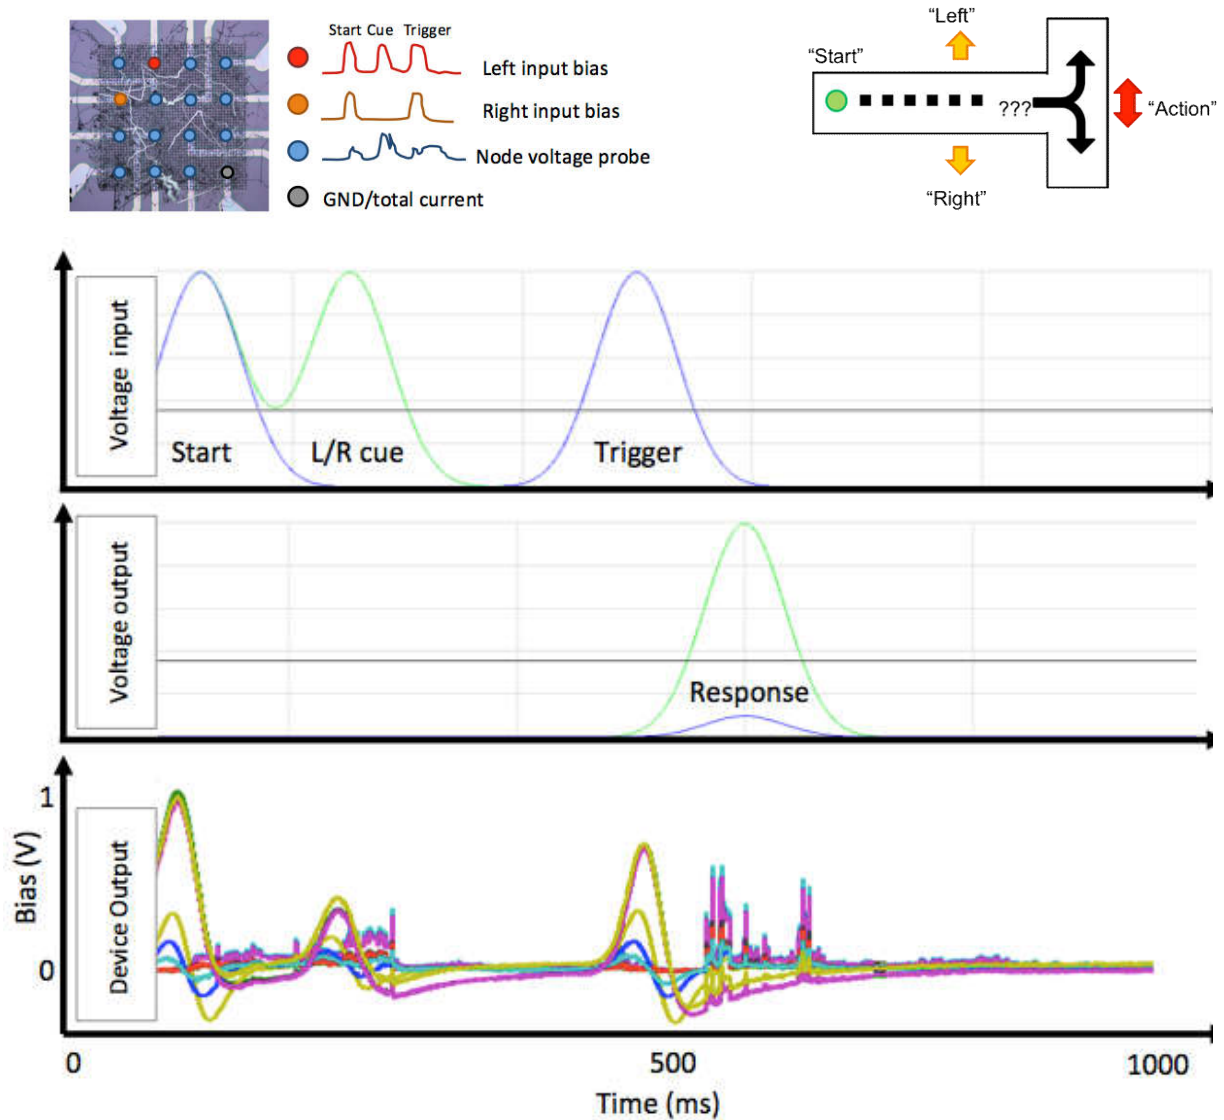 Start Cue Trigger
Left input bias
Right input bias
Node voltage probe
GND/total current
“Left”
“Start”
???
“Action”
“Right”
Voltage input
Start
L/R cue
Trigger
Voltage output
Response
Device Output
Bias (V)
1
0
0
500
1000
Time (ms)